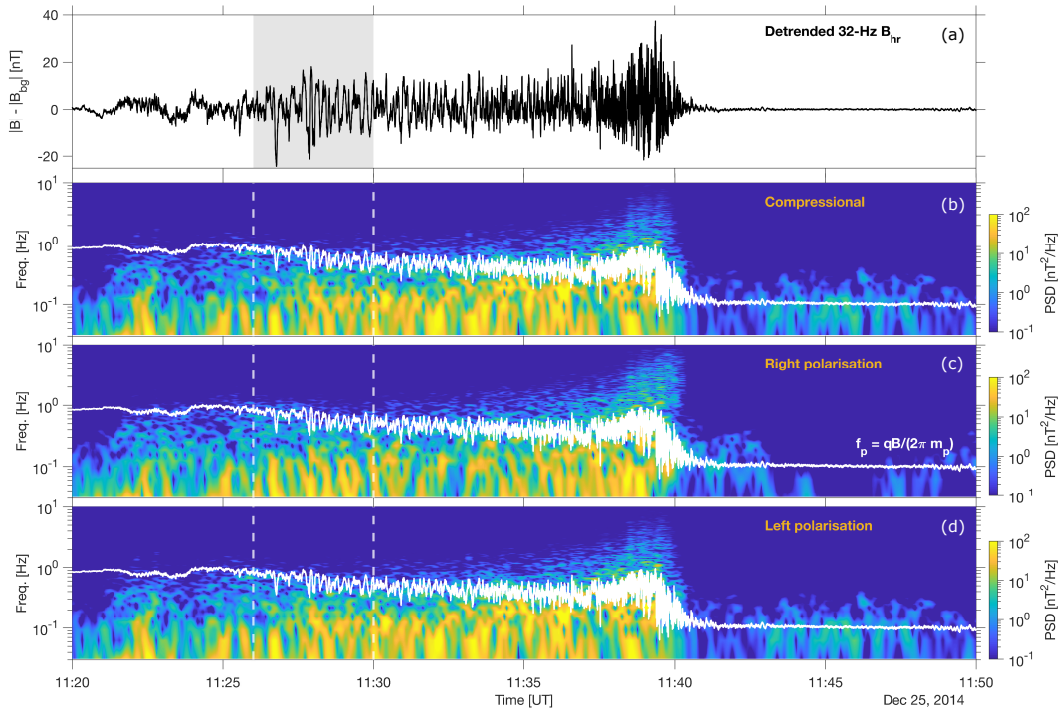 40
20
0
-20
|B - |B_bg| [nT]
Detrended 32-Hz B_hr
(a)
10^1
10^0
10^-1
Freq. [Hz]
Compressional
(b)
10^2
10^1
10^0
10^-1
PSD [nT^2/Hz]
10^1
10^0
10^-1
Freq. [Hz]
Right polarisation
(c)
f_p = qB/(2π m_p)
10^2
10^1
10^0
10^-1
PSD [nT^2/Hz]
10^1
10^0
10^-1
Freq. [Hz]
Left polarisation
(d)
10^2
10^1
10^0
10^-1
PSD [nT^2/Hz]
11:20 11:25 11:30 11:35 11:40 11:45 11:50
Time [UT]
Dec 25, 2014